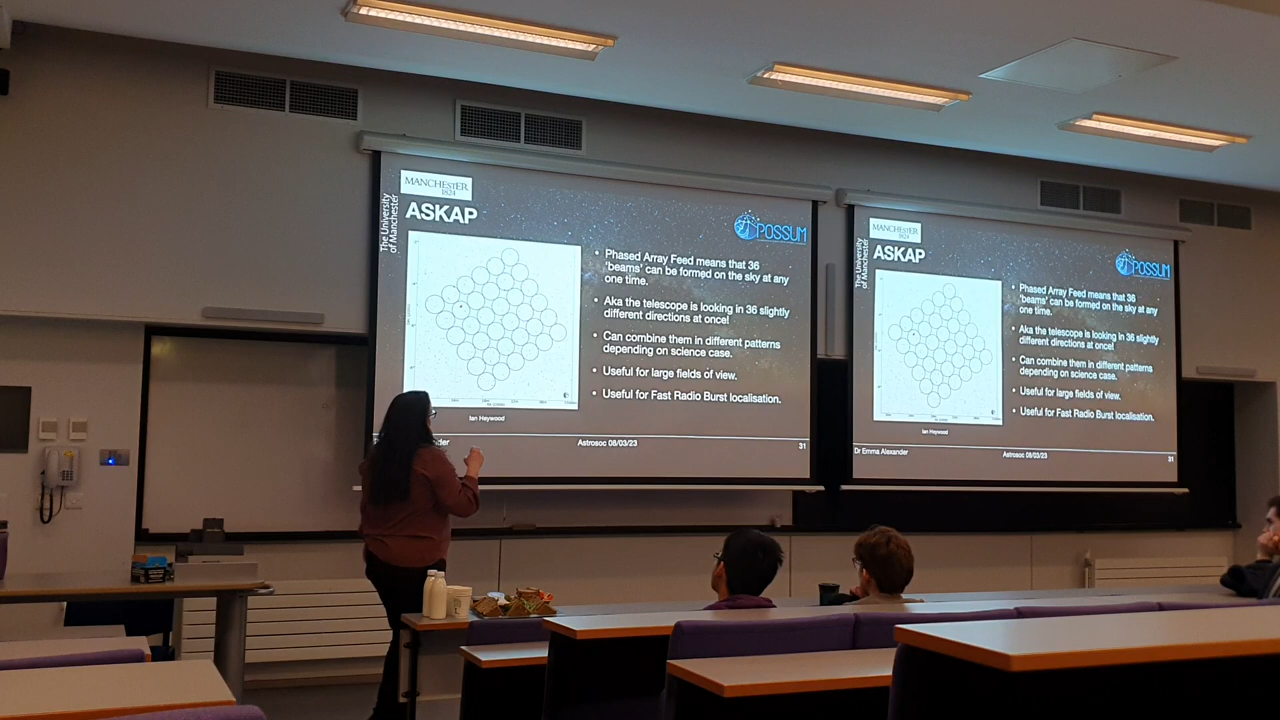 MANCHESTER
1824
The University
of Manchester
ASKAP
POSSUM
• Phased Array Feed means that 36
'beams' can be formed on the sky at any
one time.
• Aka the telescope is looking in 36 slightly
different directions at once!
• Can combine them in different patterns
depending on science case.
• Useful for large fields of view.
• Useful for Fast Radio Burst localisation.
Ian Heywood
Astrosoc 08/03/23
31
MANCHESTER
1824
The University
of Manchester
ASKAP
POSSUM
• Phased Array Feed means that 36
'beams' can be formed on the sky at any
one time.
• Aka the telescope is looking in 36 slightly
different directions at once!
• Can combine them in different patterns
depending on science case.
• Useful for large fields of view.
• Useful for Fast Radio Burst localisation.
Ian Heywood
Dr Emma Alexander
Astrosoc 08/03/23
31